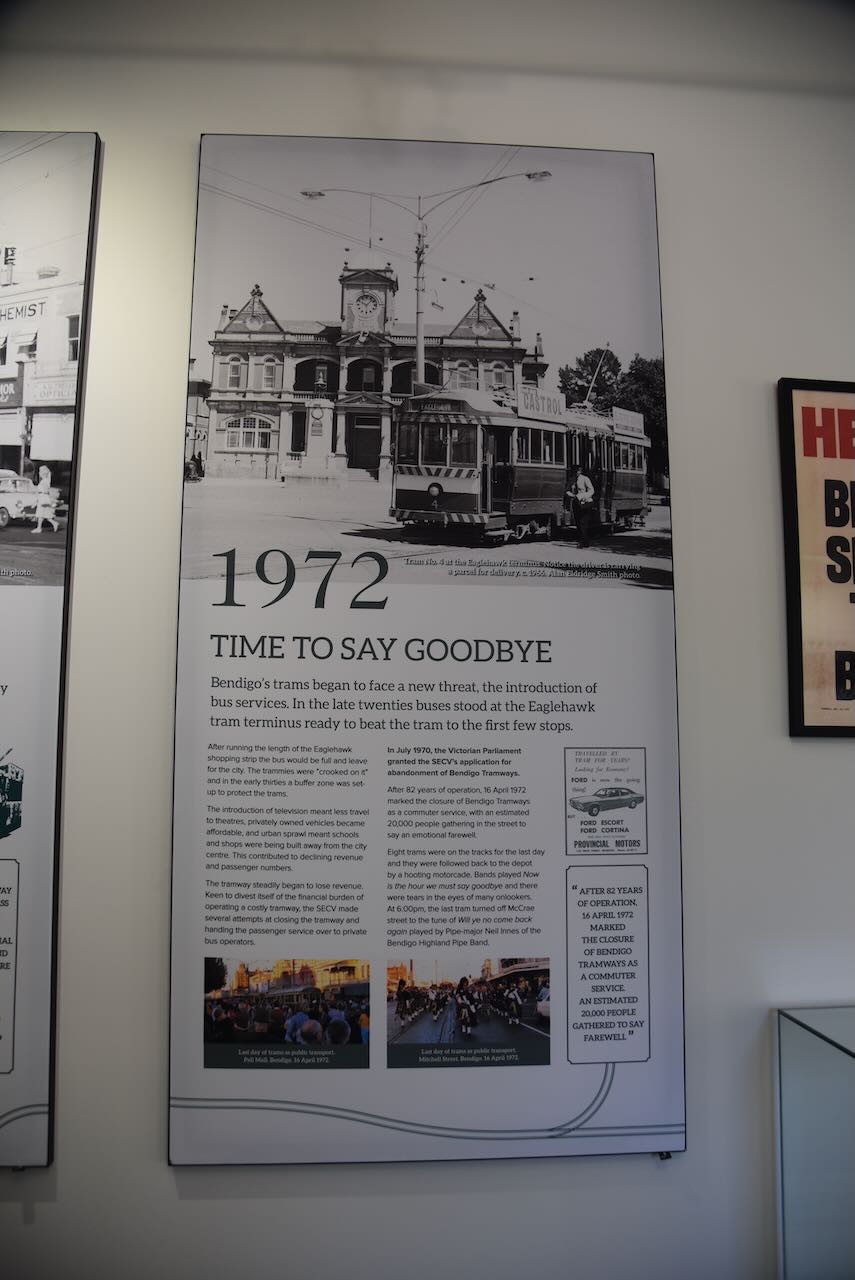 HEMIST
th photo.
EAGLEHAWK
CASTROL
Tram No. 4 at the Eaglehawk terminus. Notice the driver is carrying
a parcel for delivery. c. 1966. Alan Eldridge Smith photo.
1972
TIME TO SAY GOODBYE
Bendigo's trams began to face a new threat, the introduction of
bus services. In the late twenties buses stood at the Eaglehawk
tram terminus ready to beat the tram to the first few stops.
After running the length of the Eaglehawk
shopping strip the bus would be full and leave
for the city. The trammies were "crooked on it"
and in the early thirties a buffer zone was set-
up to protect the trams.
The introduction of television meant less travel
to theatres, privately owned vehicles became
affordable, and urban sprawl meant schools
and shops were being built away from the city
centre. This contributed to declining revenue
and passenger numbers.
The tramway steadily began to lose revenue.
Keen to divest itself of the financial burden of
operating a costly tramway, the SECV made
several attempts at closing the tramway and
handing the passenger service over to private
bus operators.
In July 1970, the Victorian Parliament
granted the SECV's application for
abandonment of Bendigo Tramways.
After 82 years of operation, 16 April 1972
marked the closure of Bendigo Tramways
as a commuter service, with an estimated
20,000 people gathering in the street to
say an emotional farewell.
Eight trams were on the tracks for the last day
and they were followed back to the depot
by a hooting motorcade. Bands played Now
is the hour we must say goodbye and there
were tears in the eyes of many onlookers.
At 6:00pm, the last tram turned off McCrae
street to the tune of Will ye no come back
again played by Pipe-major Neil Innes of the
Bendigo Highland Pipe Band.
TRAVELLED BY
TRAM FOR YEARS?
Looking for Economy?
FORD is now the going
thing!
BUY
FORD ESCORT
FORD CORTINA
PROVINCIAL MOTORS
"AFTER 82 YEARS
OF OPERATION,
16 APRIL 1972
MARKED
THE CLOSURE
OF BENDIGO
TRAMWAYS AS
A COMMUTER
SERVICE.
AN ESTIMATED
20,000 PEOPLE
GATHERED TO SAY
FAREWELL"
Last day of trams as public transport.
Pall Mall, Bendigo. 16 April 1972.
Last day of trams as public transport.
Mitchell Street, Bendigo. 16 April 1972.
HE
B